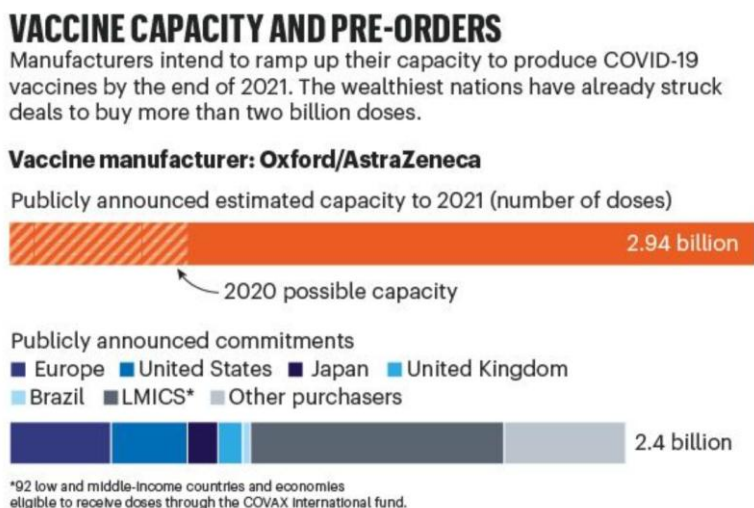 VACCINE CAPACITY AND PRE-ORDERS
Manufacturers intend to ramp up their capacity to produce COVID-19
vaccines by the end of 2021. The wealthiest nations have already struck
deals to buy more than two billion doses.
Vaccine manufacturer: Oxford/AstraZeneca
Publicly announced estimated capacity to 2021 (number of doses)
2.94 billion
2020 possible capacity
Publicly announced commitments
Europe United States Japan United Kingdom
Brazil LMICS* Other purchasers
2.4 billion
*92 low and middle-income countries and economies
eligible to receive doses through the COVAX international fund.